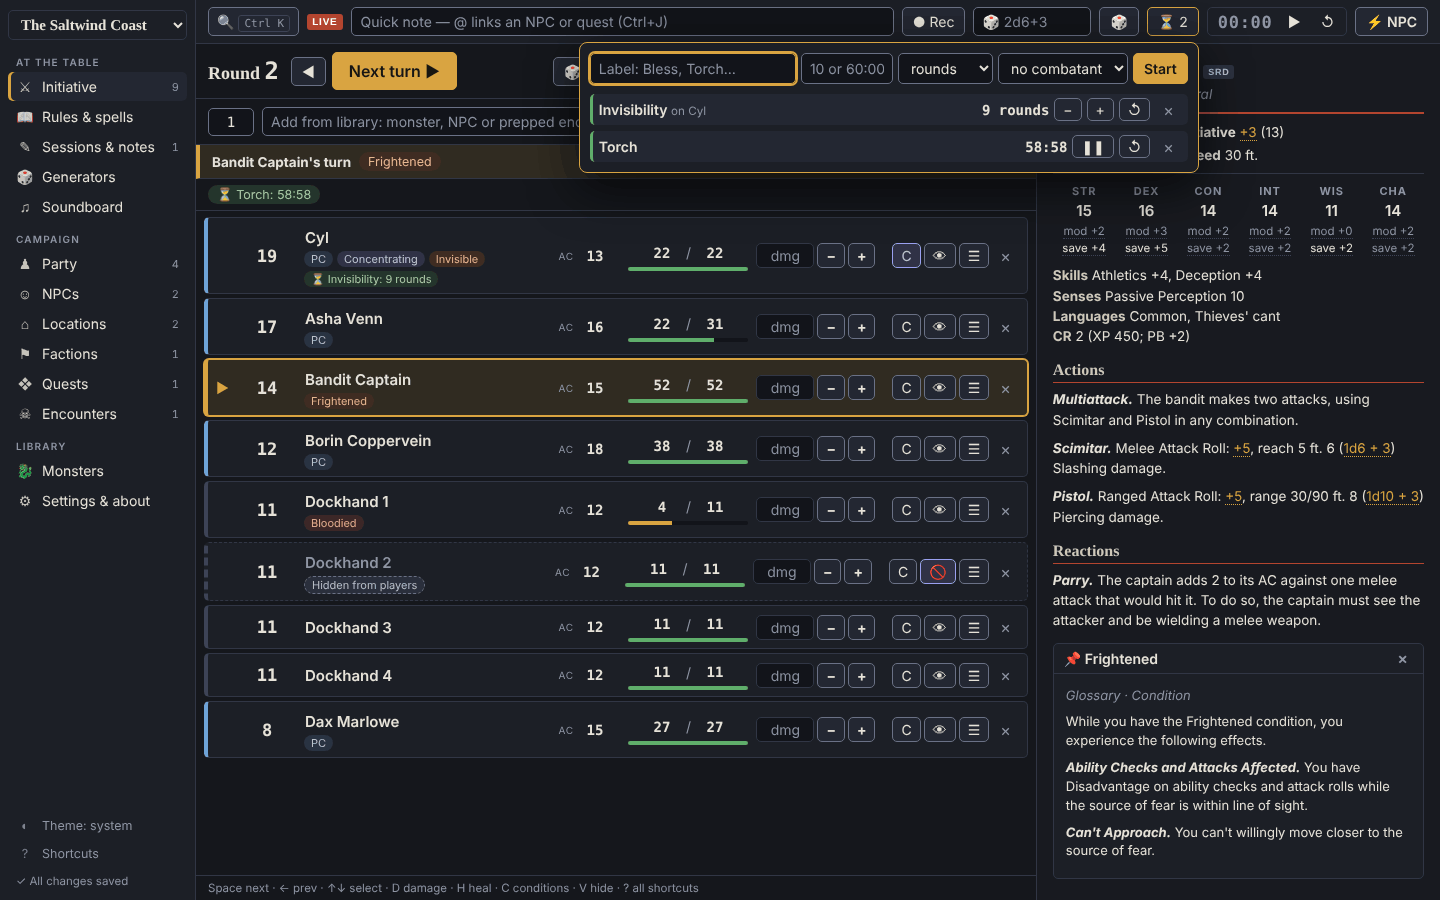 The Saltwind Coast
AT THE TABLE
Initiative 9
Rules & spells
Sessions & notes 1
Generators
Soundboard
CAMPAIGN
Party 4
NPCs 2
Locations 2
Factions 1
Quests 1
Encounters 1
LIBRARY
Monsters
Settings & about
Theme: system
? Shortcuts
✓ All changes saved
Ctrl K
LIVE
Quick note — @ links an NPC or quest (Ctrl+J)
● Rec
2d6+3
⏳ 2
00:00 ▶ ↺
⚡ NPC
Round 2
◀
Next turn ▶
Label: Bless, Torch...
10 or 60:00
rounds
no combatant
Start
Invisibility on Cyl 9 rounds − + ↺ ×
Torch 58:58 ❚❚ ↺ ×
1
Add from library: monster, NPC or prepped enc
Bandit Captain's turn Frightened
⏳ Torch: 58:58
19 Cyl AC 13 22 / 22 dmg − + C ☰ ×
PC Concentrating Invisible
⏳ Invisibility: 9 rounds
17 Asha Venn AC 16 22 / 31 dmg − + C ☰ ×
PC
▶ 14 Bandit Captain AC 15 52 / 52 dmg − + C ☰ ×
Frightened
12 Borin Coppervein AC 18 38 / 38 dmg − + C ☰ ×
PC
11 Dockhand 1 AC 12 4 / 11 dmg − + C ☰ ×
Bloodied
11 Dockhand 2 AC 12 11 / 11 dmg − + C ☰ ×
Hidden from players
11 Dockhand 3 AC 12 11 / 11 dmg − + C ☰ ×
11 Dockhand 4 AC 12 11 / 11 dmg − + C ☰ ×
8 Dax Marlowe AC 15 27 / 27 dmg − + C ☰ ×
PC
Space next · ← prev · ↑↓ select · D damage · H heal · C conditions · V hide · ? all shortcuts
SRD
ral
iative +3 (13)
eed 30 ft.
STR DEX CON INT WIS CHA
15 16 14 14 11 14
mod +2 mod +3 mod +2 mod +2 mod +0 mod +2
save +4 save +5 save +2 save +2 save +2 save +2
Skills Athletics +4, Deception +4
Senses Passive Perception 10
Languages Common, Thieves' cant
CR 2 (XP 450; PB +2)
Actions
Multiattack. The bandit makes two attacks, using
Scimitar and Pistol in any combination.
Scimitar. Melee Attack Roll: +5, reach 5 ft. 6 (1d6 + 3)
Slashing damage.
Pistol. Ranged Attack Roll: +5, range 30/90 ft. 8 (1d10 + 3)
Piercing damage.
Reactions
Parry. The captain adds 2 to its AC against one melee
attack that would hit it. To do so, the captain must see the
attacker and be wielding a melee weapon.
📌 Frightened ×
Glossary · Condition
While you have the Frightened condition, you
experience the following effects.
Ability Checks and Attacks Affected. You have
Disadvantage on ability checks and attack rolls while
the source of fear is within line of sight.
Can't Approach. You can't willingly move closer to the
source of fear.